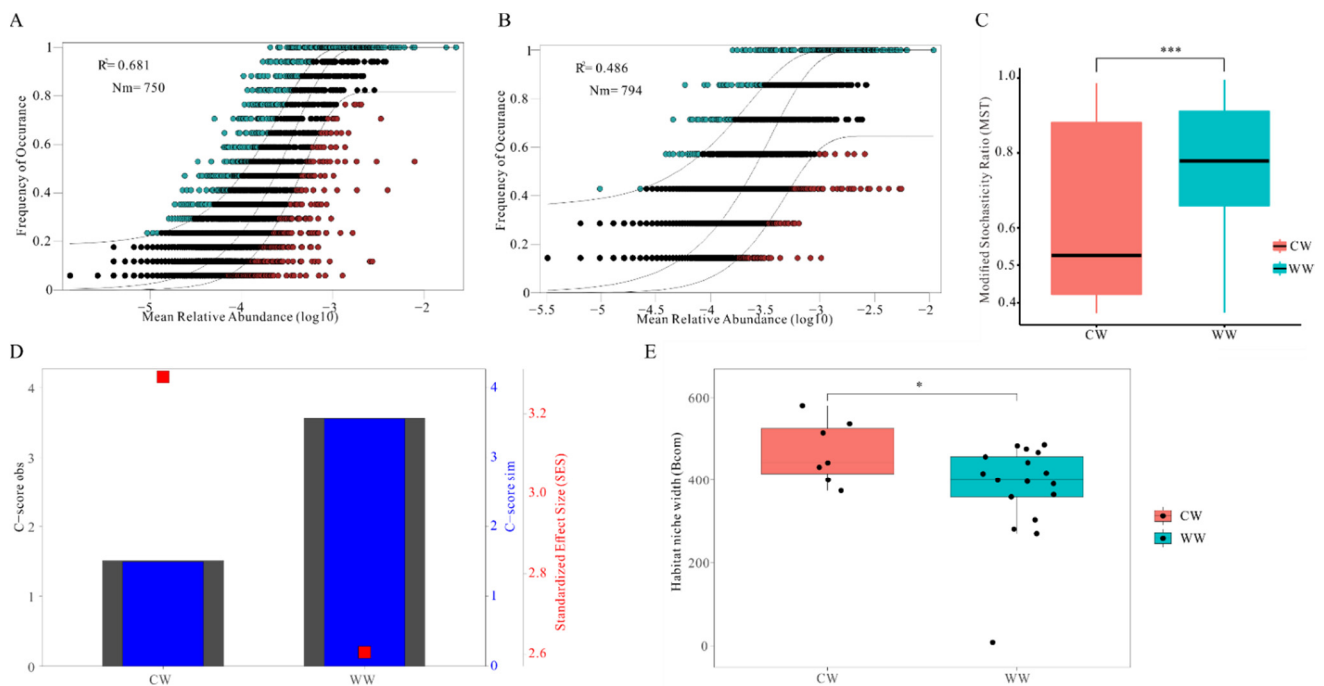 A
R²= 0.681
Nm= 750
Frequency of Occurance
1
0.8
0.6
0.4
0.2
0
−5
−4
−3
−2
Mean Relative Abundance (log10)
B
R²= 0.486
Nm= 794
Frequency of Occurance
1
0.8
0.6
0.4
0.2
0
−5.5
−5
−4.5
−4
−3.5
−3
−2.5
−2
Mean Relative Abundance (log10)
C
***
Modified Stochasticity Ratio (MST)
1.0
0.8
0.6
0.5
0.4
CW
WW
CW
WW
D
C−score obs
4
3
2
1
0
CW
WW
4
3
2
1
0
C−score sim
3.2
3.0
2.8
2.6
Standardized Effect Size (SES)
E
*
Habitat niche width (Bcom)
600
400
200
0
CW
WW
CW
WW